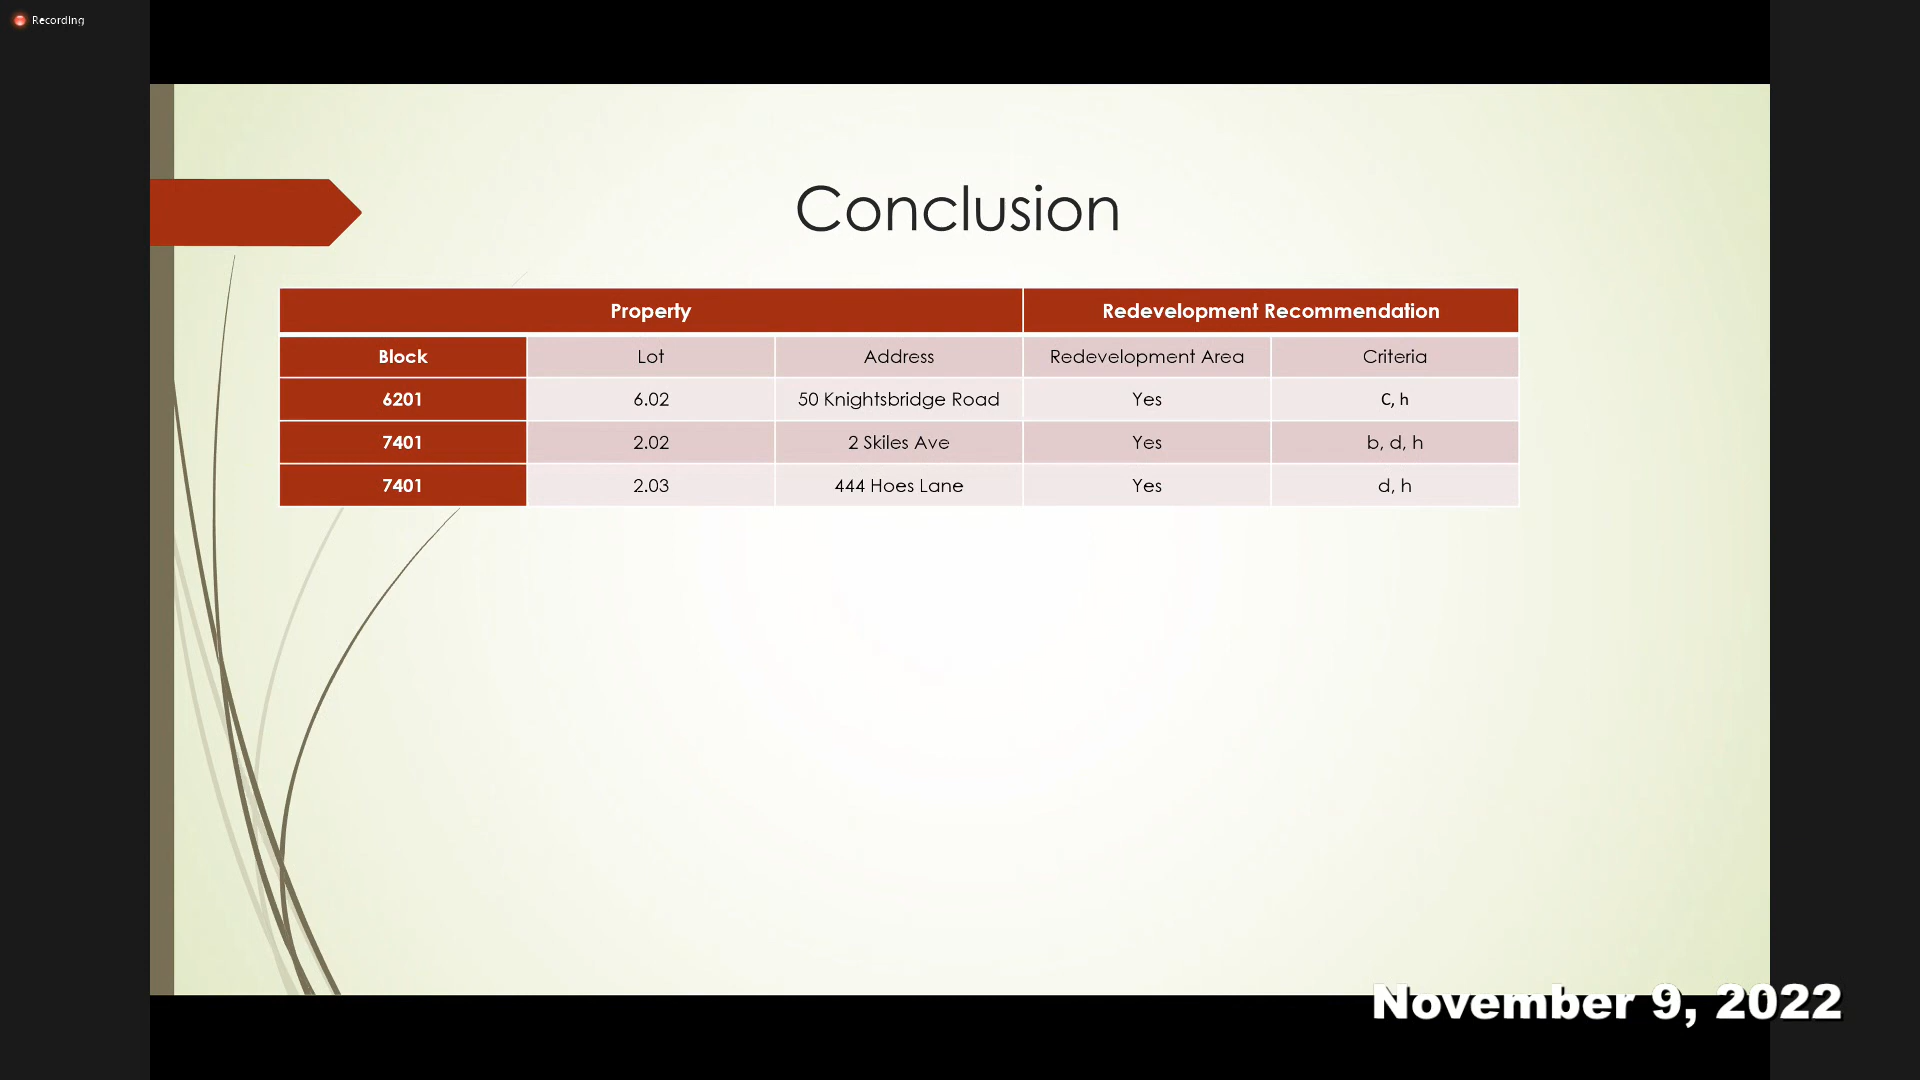 Recording
Conclusion
Property Redevelopment Recommendation
Block Lot Address Redevelopment Area Criteria
6201 6.02 50 Knightsbridge Road Yes C, h
7401 2.02 2 Skiles Ave Yes b, d, h
7401 2.03 444 Hoes Lane Yes d, h
November 9, 2022